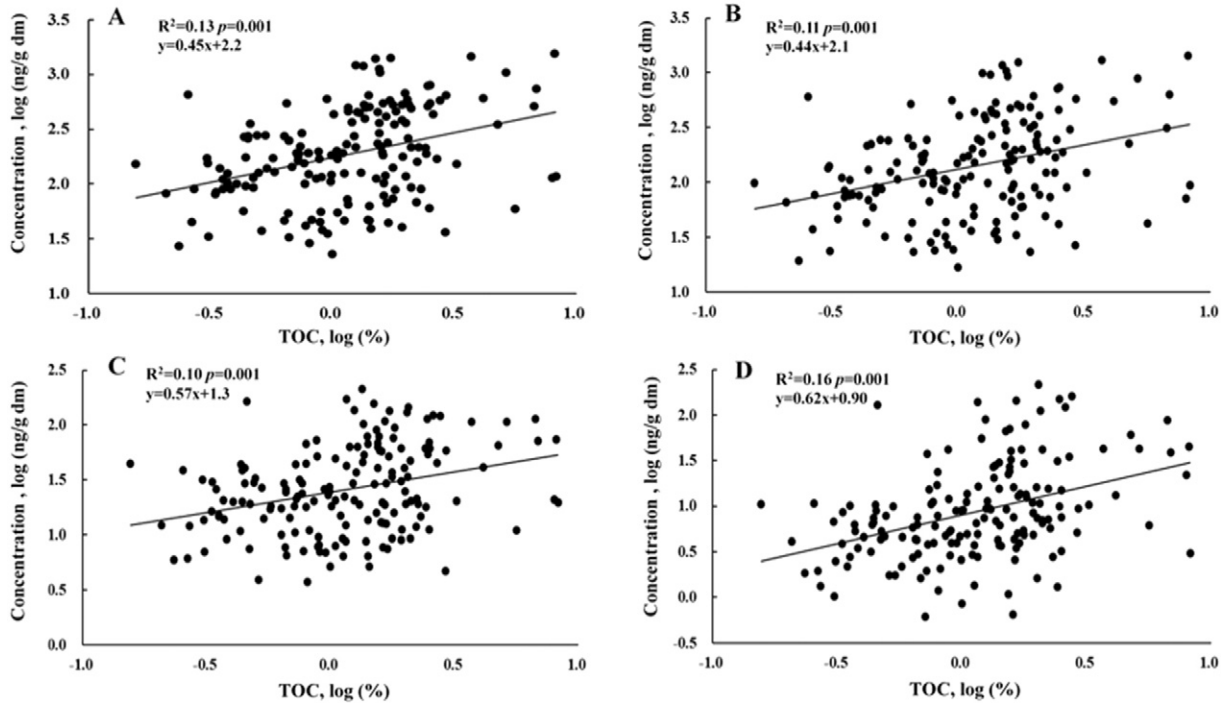 A
R²=0.13 p=0.001
y=0.45x+2.2
Concentration , log (ng/g dm)
3.5
3.0
2.5
2.0
1.5
1.0
-1.0 -0.5 0.0 0.5 1.0
TOC, log (%)
B
R²=0.11 p=0.001
y=0.44x+2.1
Concentration , log (ng/g dm)
3.5
3.0
2.5
2.0
1.5
1.0
-1.0 -0.5 0.0 0.5 1.0
TOC, log (%)
C
R²=0.10 p=0.001
y=0.57x+1.3
Concentration , log (ng/g dm)
2.5
2.0
1.5
1.0
0.5
0.0
-1.0 -0.5 0.0 0.5 1.0
TOC, log (%)
D
R²=0.16 p=0.001
y=0.62x+0.90
Concentration , log (ng/g dm)
2.5
2.0
1.5
1.0
0.5
0.0
-0.5
-1.0 -0.5 0.0 0.5 1.0
TOC, log (%)